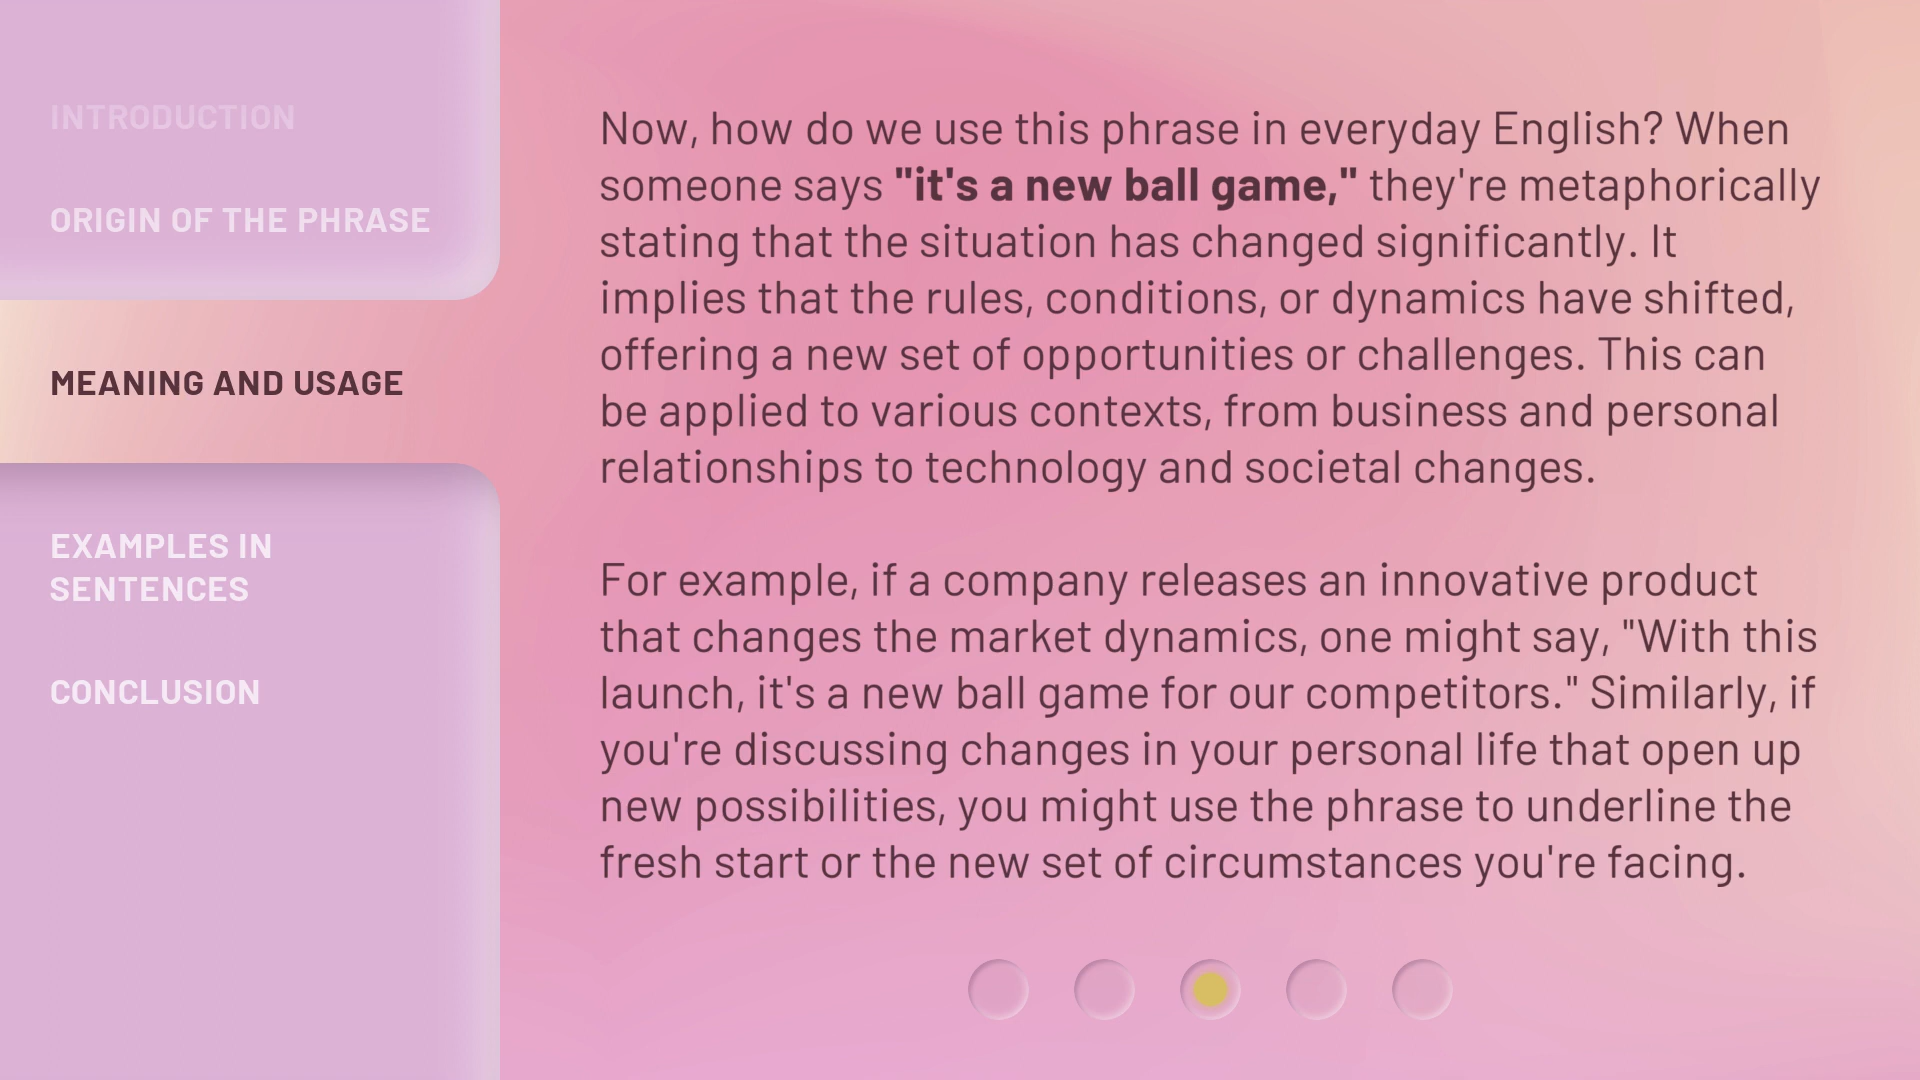 INTRODUCTION
ORIGIN OF THE PHRASE
MEANING AND USAGE
EXAMPLES IN
SENTENCES
CONCLUSION
Now, how do we use this phrase in everyday English? When
someone says "it's a new ball game," they're metaphorically
stating that the situation has changed significantly. It
implies that the rules, conditions, or dynamics have shifted,
offering a new set of opportunities or challenges. This can
be applied to various contexts, from business and personal
relationships to technology and societal changes.
For example, if a company releases an innovative product
that changes the market dynamics, one might say, "With this
launch, it's a new ball game for our competitors." Similarly, if
you're discussing changes in your personal life that open up
new possibilities, you might use the phrase to underline the
fresh start or the new set of circumstances you're facing.